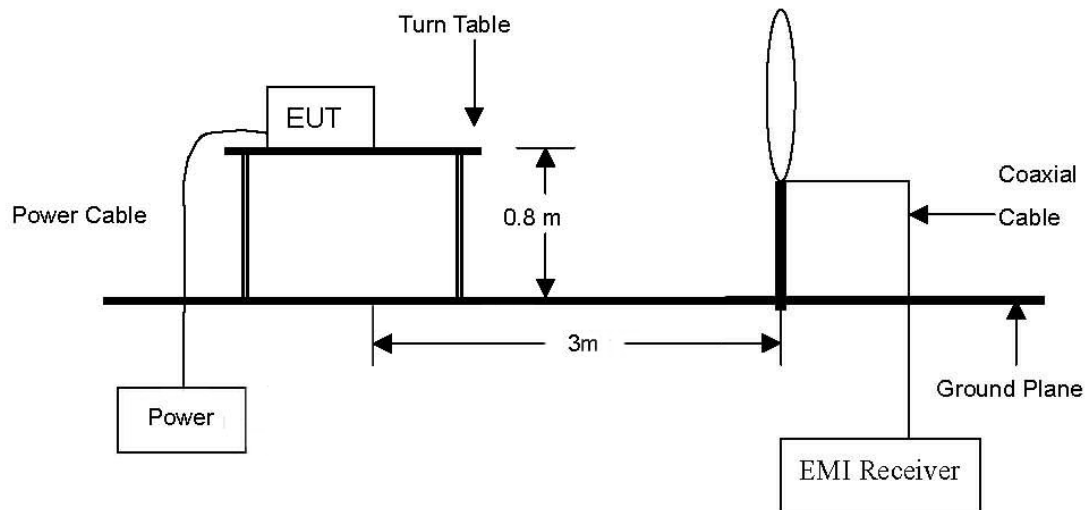 Turn Table
EUT
Coaxial
Cable
Power Cable
0.8 m
3m
Ground Plane
Power
EMI Receiver